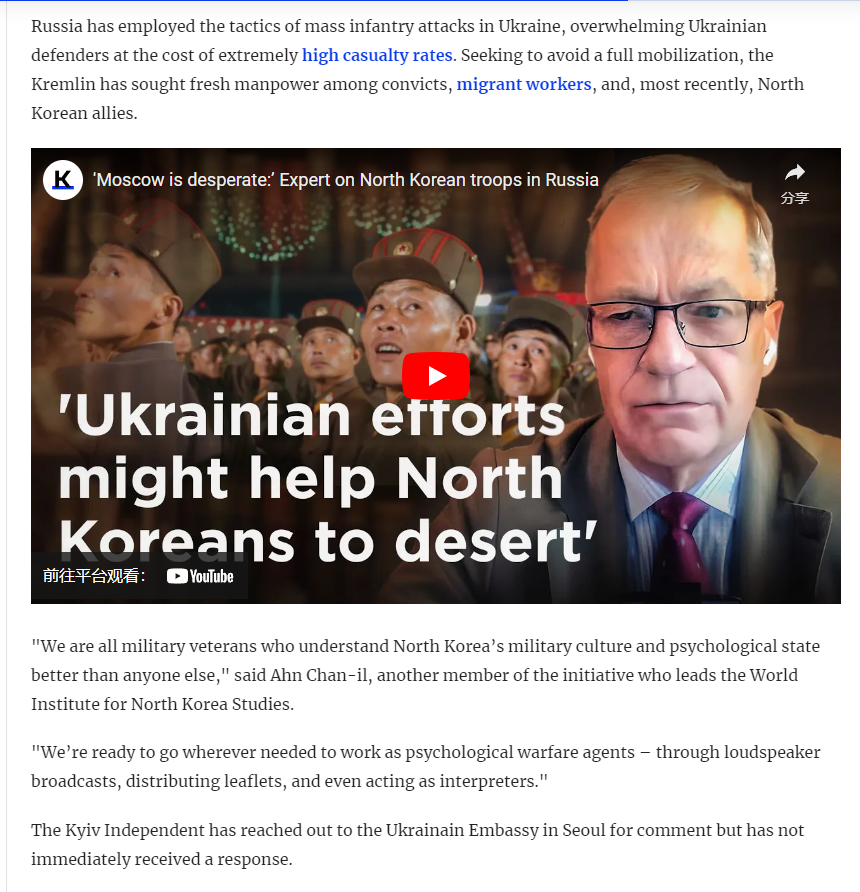 Russia has employed the tactics of mass infantry attacks in Ukraine, overwhelming Ukrainian
defenders at the cost of extremely high casualty rates. Seeking to avoid a full mobilization, the
Kremlin has sought fresh manpower among convicts, migrant workers, and, most recently, North
Korean allies.
K
'Moscow is desperate:' Expert on North Korean troops in Russia
分享
'Ukrainian efforts
might help North
Koreans to desert'
前往平台观看：
YouTube
"We are all military veterans who understand North Korea’s military culture and psychological state
better than anyone else," said Ahn Chan-il, another member of the initiative who leads the World
Institute for North Korea Studies.
"We’re ready to go wherever needed to work as psychological warfare agents – through loudspeaker
broadcasts, distributing leaflets, and even acting as interpreters."
The Kyiv Independent has reached out to the Ukrainain Embassy in Seoul for comment but has not
immediately received a response.